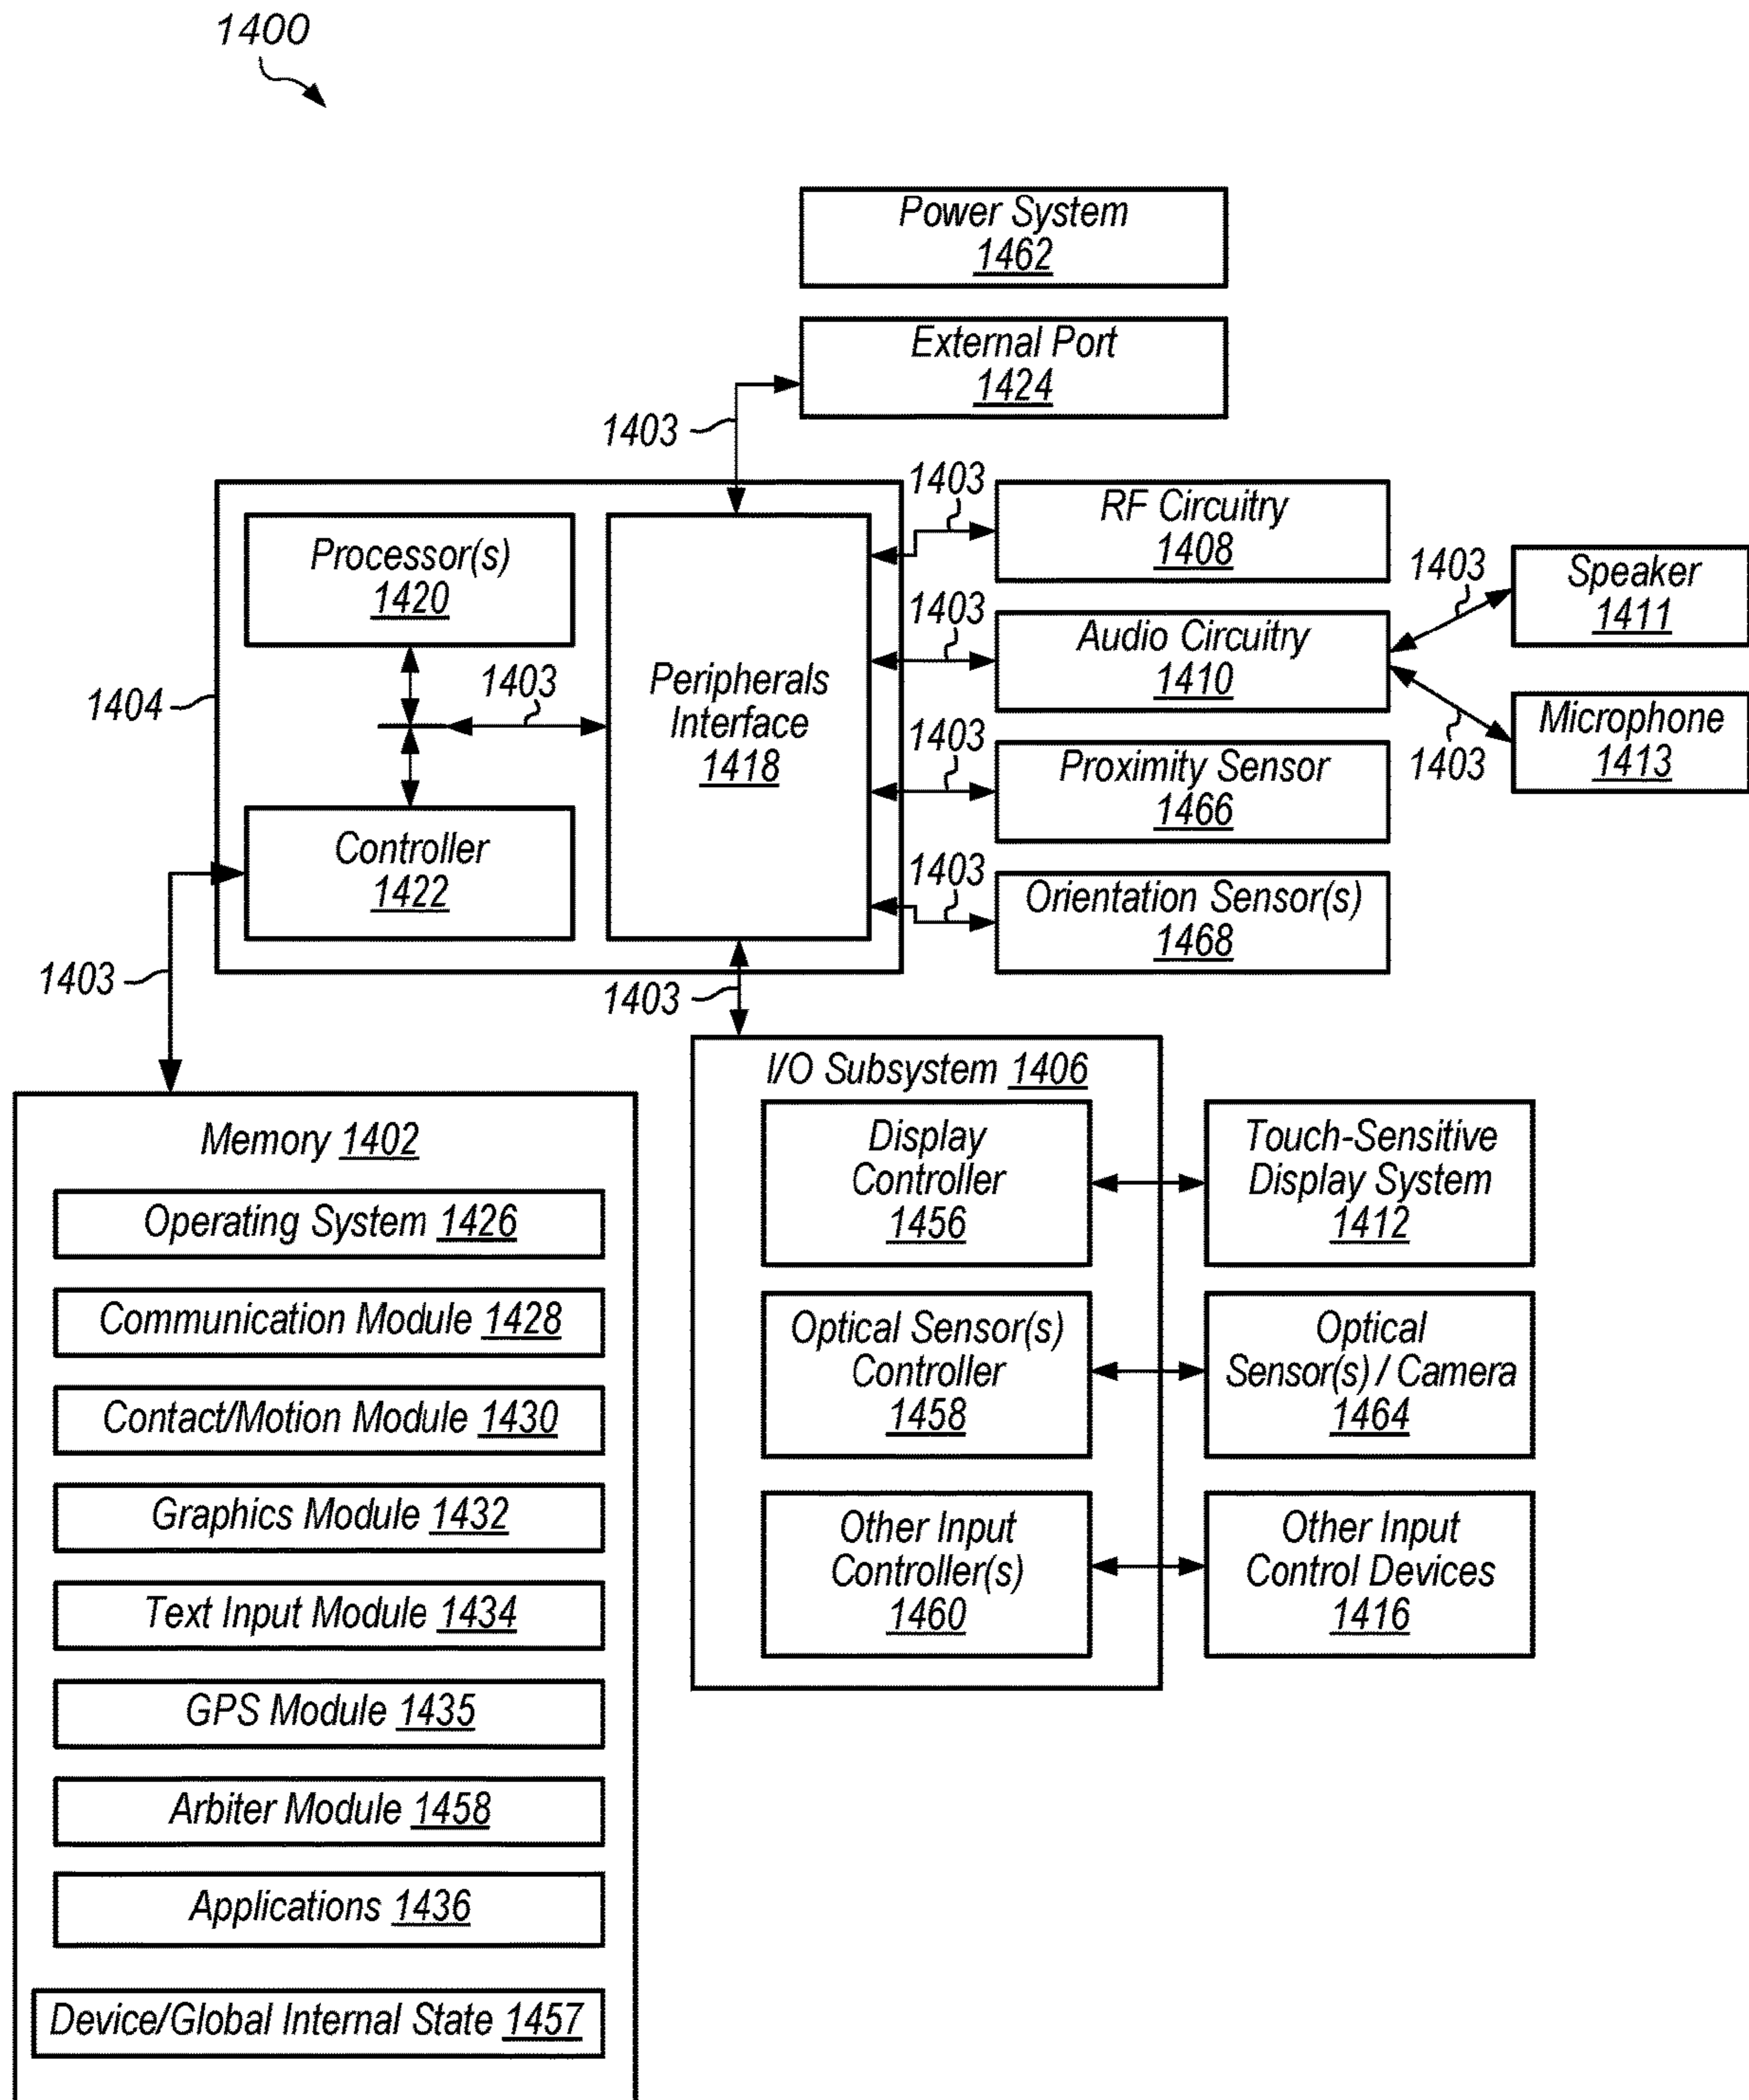 1400
Power System
1462
External Port
1424
1403
1403
RF Circuitry
1408
Processor(s)
1420
1403
Speaker
1411
1403
Audio Circuitry
1410
1404
1403
Peripherals
Interface
1418
1403
Microphone
1413
1403
Proximity Sensor
1466
Controller
1422
1403
Orientation Sensor(s)
1468
1403
1403
I/O Subsystem 1406
Display
Controller
1456
Touch-Sensitive
Display System
1412
Optical Sensor(s)
Controller
1458
Optical
Sensor(s) / Camera
1464
Other Input
Controller(s)
1460
Other Input
Control Devices
1416
Memory 1402
Operating System 1426
Communication Module 1428
Contact/Motion Module 1430
Graphics Module 1432
Text Input Module 1434
GPS Module 1435
Arbiter Module 1458
Applications 1436
Device/Global Internal State 1457